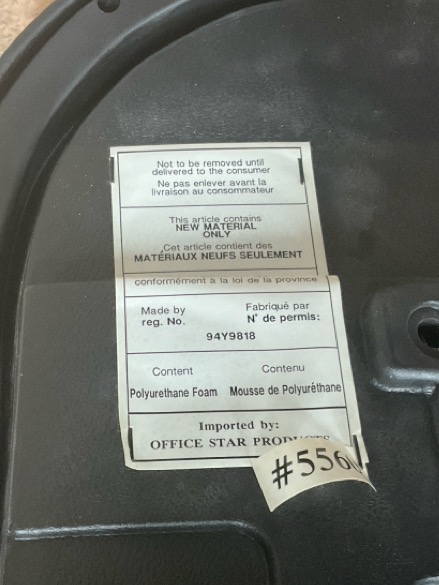 Not to be removed until
delivered to the consumer
Ne pas enlever avant la
livraison au consommateur
This article contains
NEW MATERIAL
ONLY
Cet article contient des
MATÉRIAUX NEUFS SEULEMENT
conformément à la loi de la province
Made by Fabriqué par
reg. No. N° de permis:
94Y9818
Content Contenu
Polyurethane Foam Mousse de Polyuréthane
Imported by:
OFFICE STAR PRODUCTS
#556